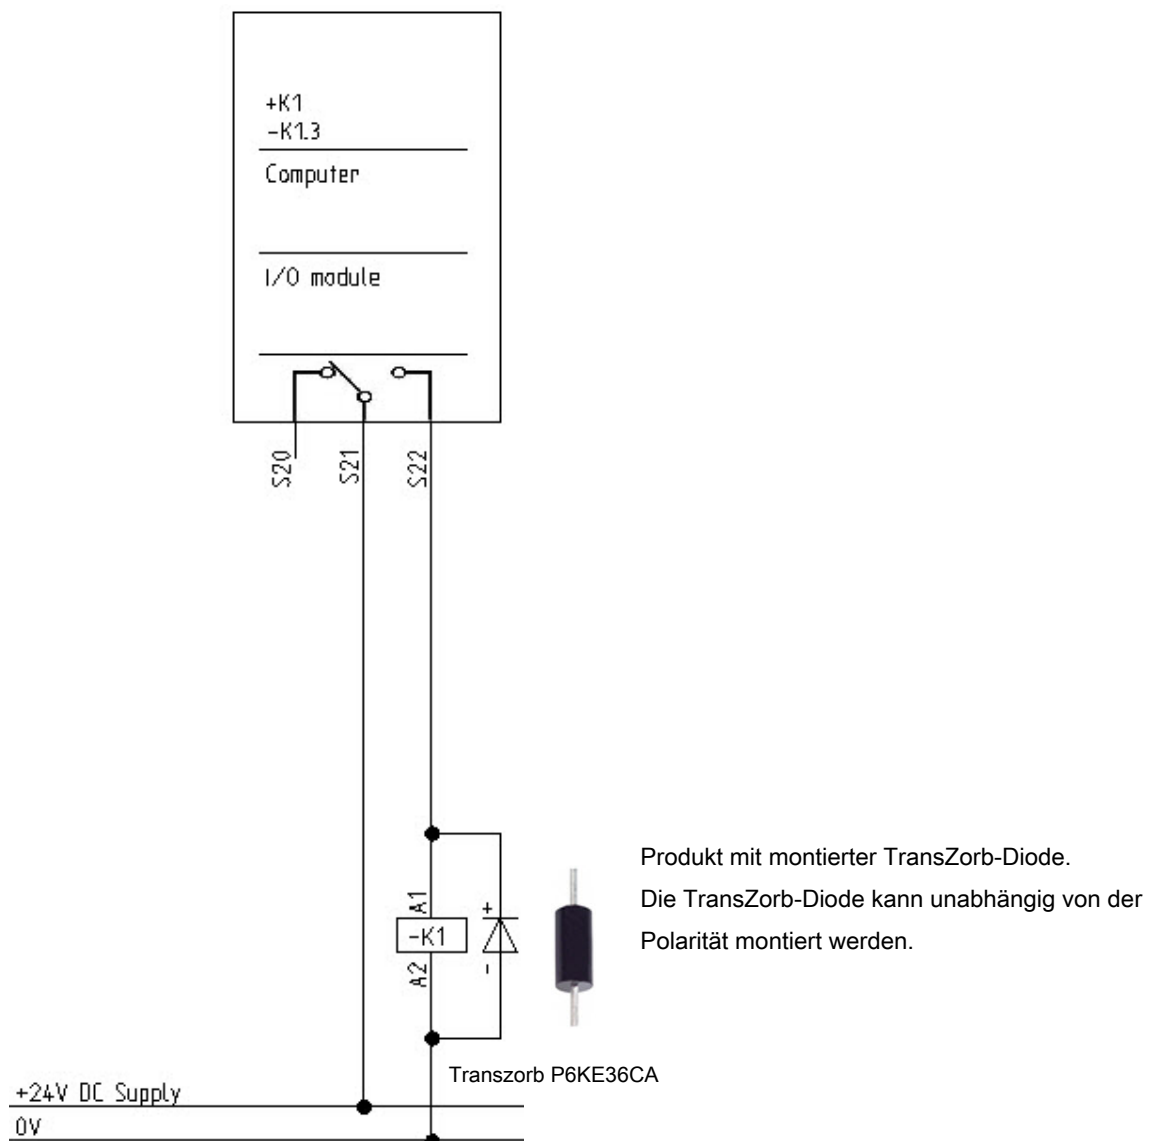 +K1
-K1.3
Computer
I/O module
S20
S21
S22
A1
+
-K1
A2
-
Produkt mit montierter TransZorb-Diode.
Die TransZorb-Diode kann unabhängig von der
Polarität montiert werden.
Transzorb P6KE36CA
+24V DC Supply
0V